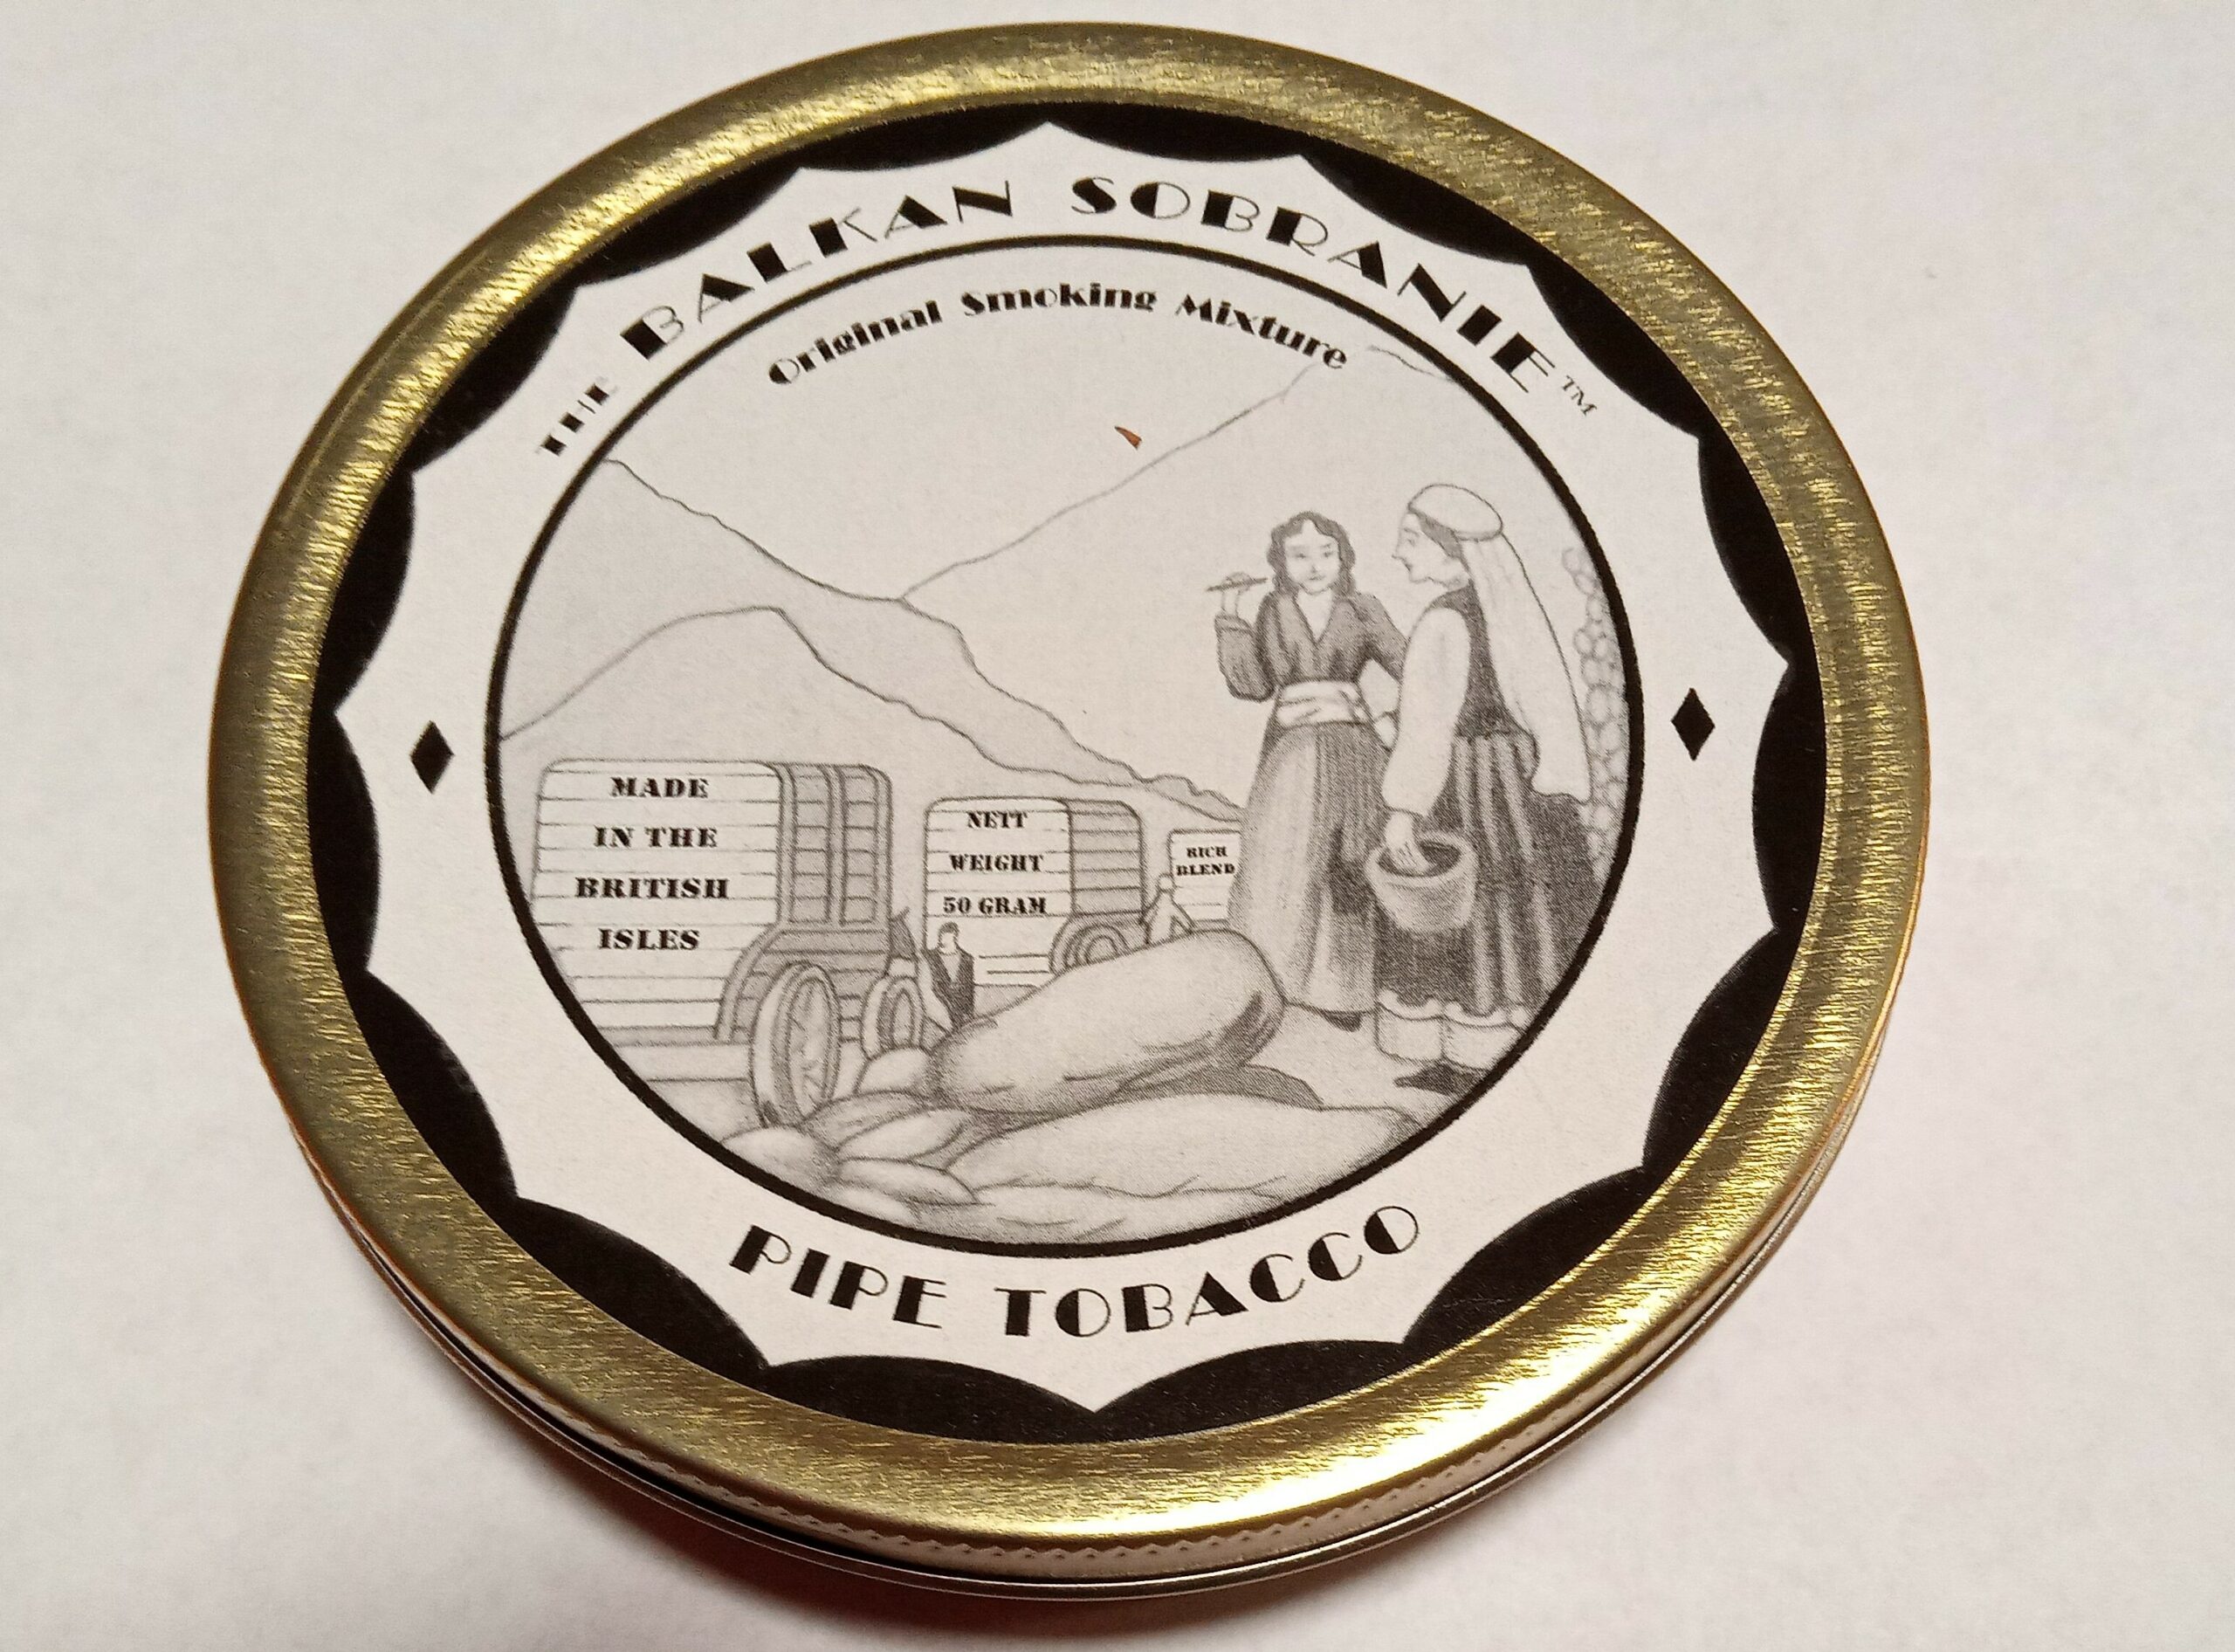 THE BALKAN SOBRANIE™
Original Smoking Mixture
MADE
IN THE
BRITISH
ISLES
NETT
WEIGHT
50 GRAM
RICH
BLEND
PIPE TOBACCO